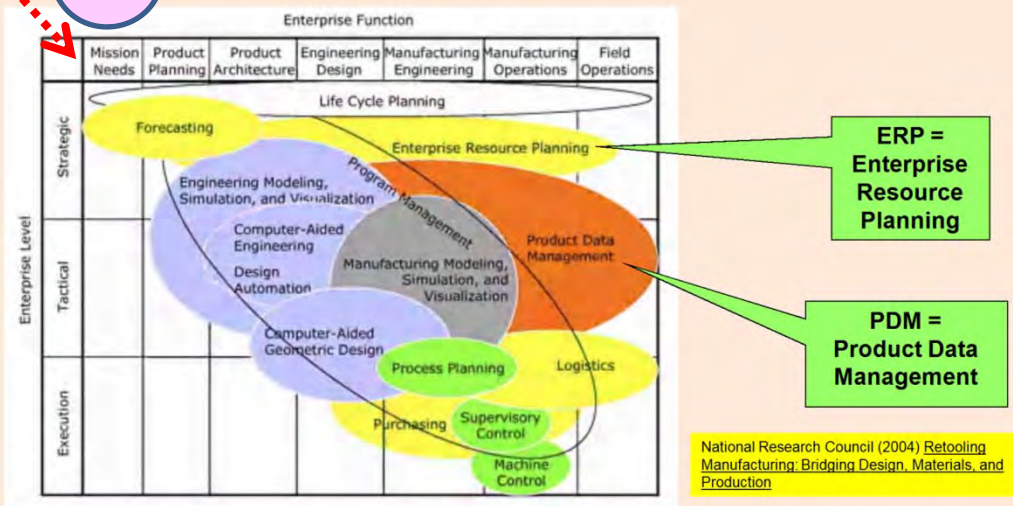 Enterprise Function
Mission
Needs
Product
Planning
Product
Architecture
Engineering
Design
Manufacturing
Engineering
Manufacturing
Operations
Field
Operations
Enterprise Level
Strategic
Tactical
Execution
Life Cycle Planning
Forecasting
Enterprise Resource Planning
Program Management
Engineering Modeling,
Simulation, and
Visualization
Computer-Aided
Engineering
Design
Automation
Product Data
Management
Manufacturing Modeling,
Simulation, and
Visualization
Computer-Aided
Geometric Design
Process Planning
Logistics
Purchasing
Supervisory
Control
Machine
Control
ERP =
Enterprise
Resource
Planning
PDM =
Product Data
Management
National Research Council (2004) Retooling
Manufacturing: Bridging Design, Materials, and
Production